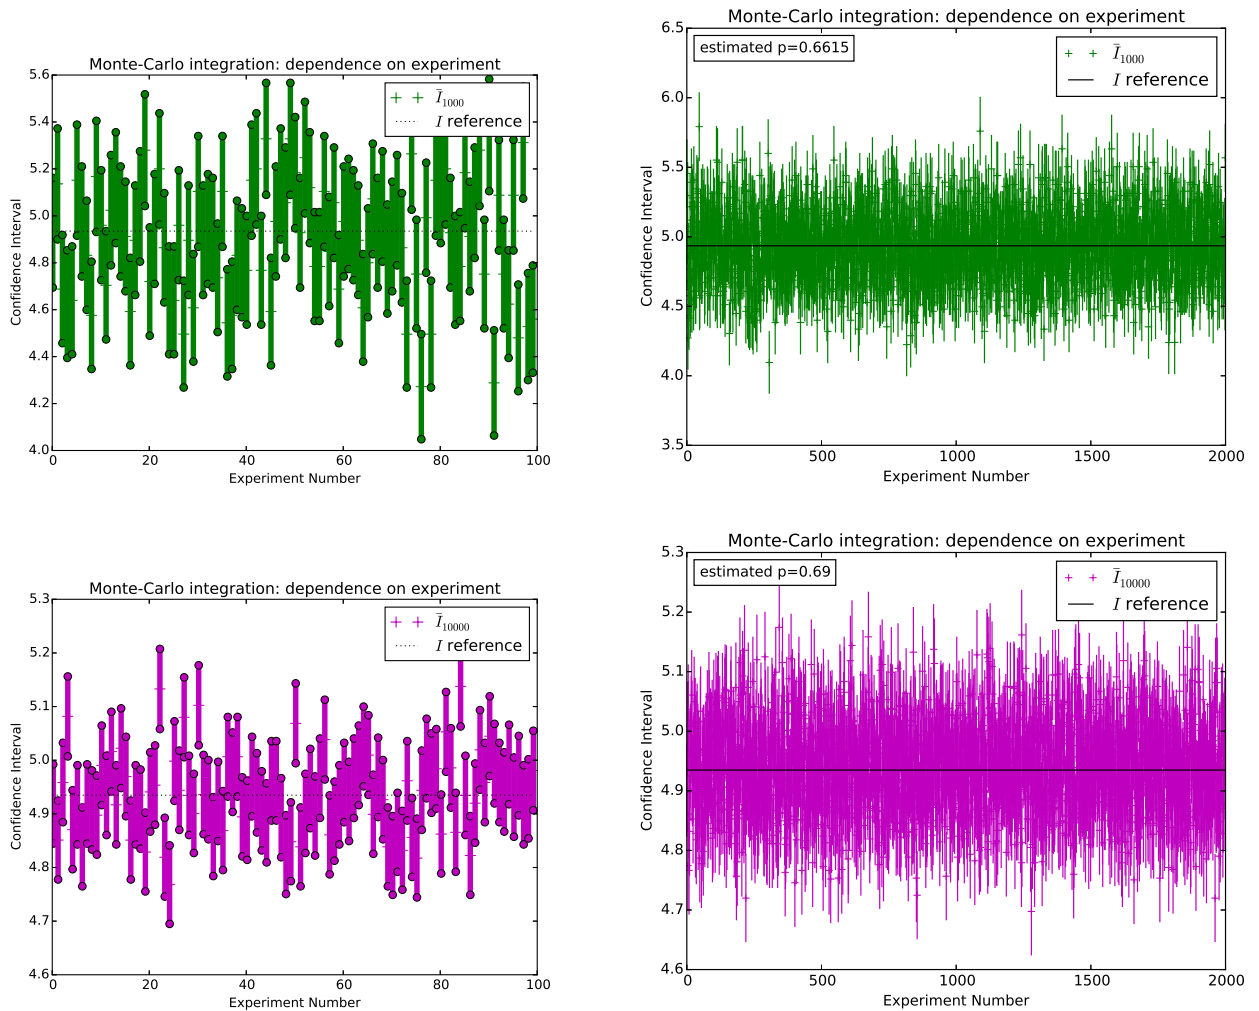 Monte-Carlo integration: dependence on experiment
5.6
5.4
5.2
5.0
4.8
4.6
4.4
4.2
4.0
Confidence Interval
Ī1000
I reference
0 20 40 60 80 100
Experiment Number
Monte-Carlo integration: dependence on experiment
6.5
6.0
5.5
5.0
4.5
4.0
3.5
Confidence Interval
estimated p=0.6615
Ī1000
I reference
0 500 1000 1500 2000
Experiment Number
Monte-Carlo integration: dependence on experiment
5.3
5.2
5.1
5.0
4.9
4.8
4.7
4.6
Confidence Interval
Ī10000
I reference
0 20 40 60 80 100
Experiment Number
Monte-Carlo integration: dependence on experiment
5.3
5.2
5.1
5.0
4.9
4.8
4.7
4.6
Confidence Interval
estimated p=0.69
Ī10000
I reference
0 500 1000 1500 2000
Experiment Number